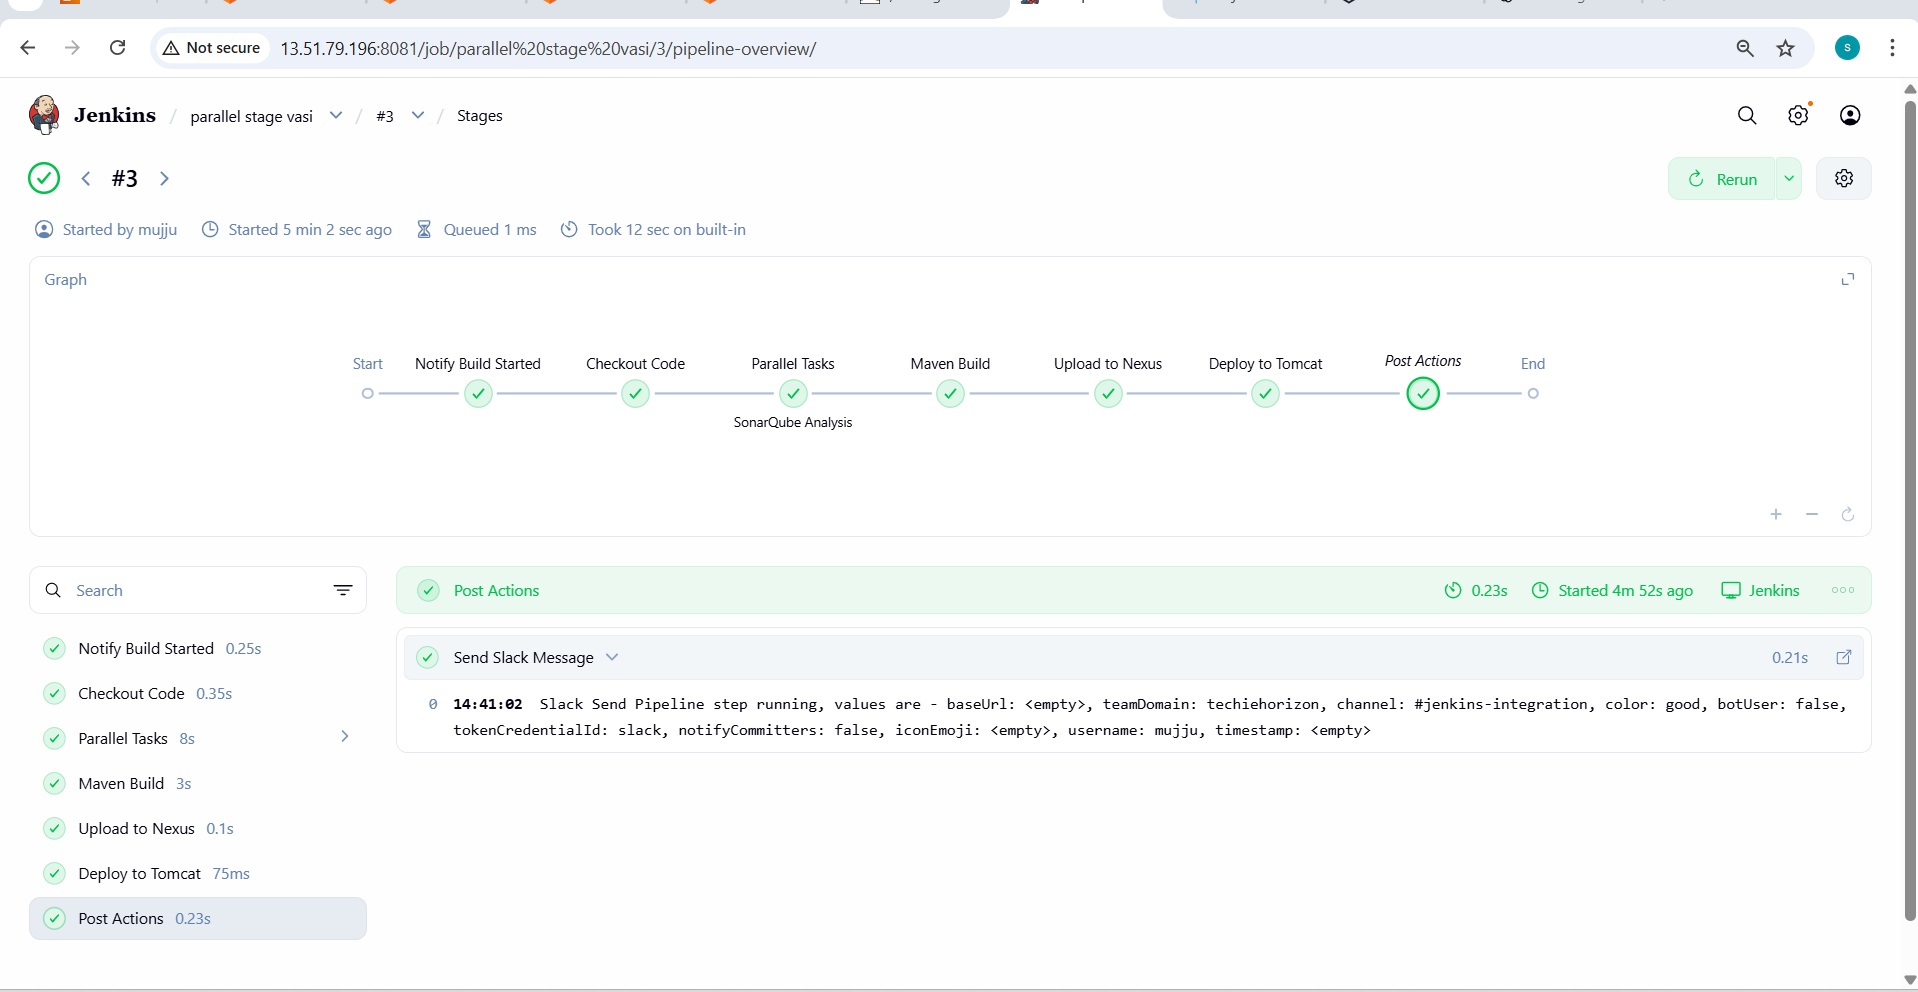 Not secure
13.51.79.196:8081/job/parallel%20stage%20vasi/3/pipeline-overview/
S
Jenkins / parallel stage vasi / #3 / Stages
#3
Rerun
Started by mujju Started 5 min 2 sec ago Queued 1 ms Took 12 sec on built-in
Graph
Start Notify Build Started Checkout Code Parallel Tasks Maven Build Upload to Nexus Deploy to Tomcat Post Actions End
SonarQube Analysis
Search
Notify Build Started 0.25s
Checkout Code 0.35s
Parallel Tasks 8s
Maven Build 3s
Upload to Nexus 0.1s
Deploy to Tomcat 75ms
Post Actions 0.23s
Post Actions 0.23s Started 4m 52s ago Jenkins
Send Slack Message 0.21s
0 14:41:02 Slack Send Pipeline step running, values are - baseUrl: <empty>, teamDomain: techiehorizon, channel: #jenkins-integration, color: good, botUser: false,
tokenCredentialId: slack, notifyCommitters: false, iconEmoji: <empty>, username: mujju, timestamp: <empty>